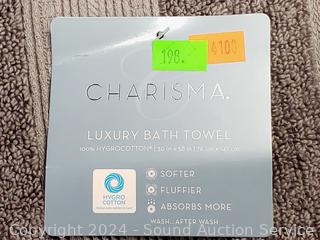 198.
4100
CHARISMA.
LUXURY BATH TOWEL
100% HYGROCOTTON® | 30 in x 58 in | 76 cm x 147 cm
HYGRO
COTTON
SOFTER
FLUFFIER
ABSORBS MORE
WASH...AFTER WASH
Copyright 2024 - Sound Auction Service